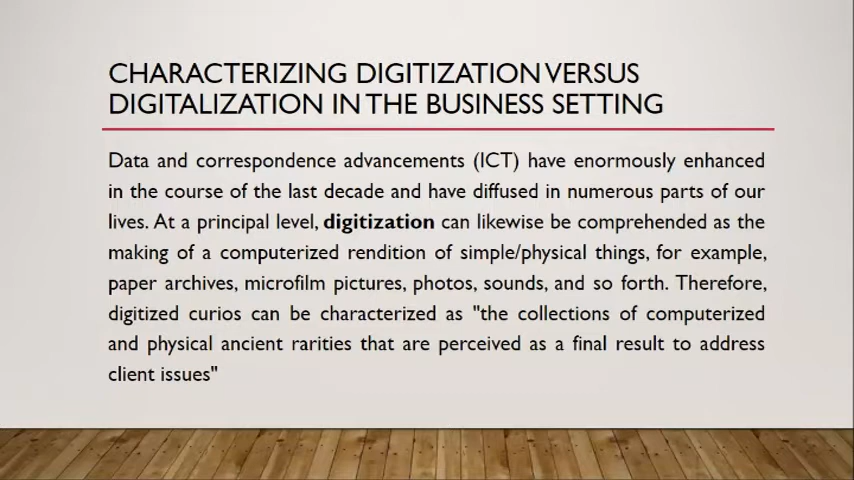 CHARACTERIZING DIGITIZATION VERSUS
DIGITALIZATION IN THE BUSINESS SETTING
Data and correspondence advancements (ICT) have enormously enhanced
in the course of the last decade and have diffused in numerous parts of our
lives. At a principal level, digitization can likewise be comprehended as the
making of a computerized rendition of simple/physical things, for example,
paper archives, microfilm pictures, photos, sounds, and so forth. Therefore,
digitized curios can be characterized as "the collections of computerized
and physical ancient rarities that are perceived as a final result to address
client issues"